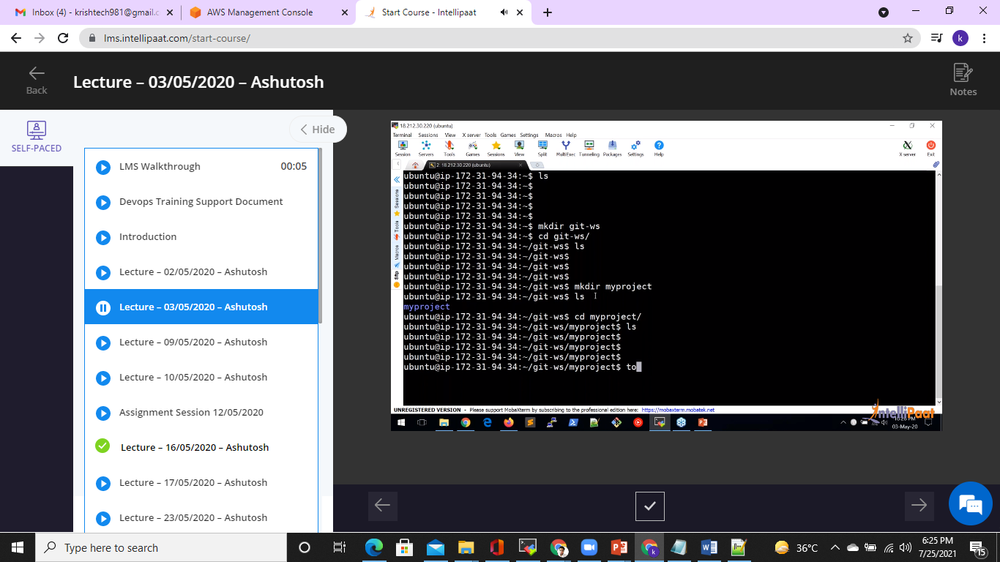 Inbox (4) - krishtech981@gmail.c
AWS Management Console
Start Course - Intellipaat
lms.intellipaat.com/start-course/
k
Back
Lecture – 03/05/2020 – Ashutosh
Notes
SELF-PACED
Hide
LMS Walkthrough 00:05
Devops Training Support Document
Introduction
Lecture – 02/05/2020 – Ashutosh
Lecture – 03/05/2020 – Ashutosh
Lecture – 09/05/2020 – Ashutosh
Lecture – 10/05/2020 – Ashutosh
Assignment Session 12/05/2020
Lecture – 16/05/2020 – Ashutosh
Lecture – 17/05/2020 – Ashutosh
Lecture – 23/05/2020 – Ashutosh
18.212.30.220 (ubuntu)
Terminal Sessions View X server Tools Games Settings Macros Help
Session Servers Tools Games Sessions View Split MultiExec Tunneling Packages Settings Help X server Exit
2. 18.212.30.220 (ubuntu)
Sessions
Tools
Macros
Sftp
ubuntu@ip-172-31-94-34:~$ ls
ubuntu@ip-172-31-94-34:~$
ubuntu@ip-172-31-94-34:~$
ubuntu@ip-172-31-94-34:~$
ubuntu@ip-172-31-94-34:~$
ubuntu@ip-172-31-94-34:~$ mkdir git-ws
ubuntu@ip-172-31-94-34:~$ cd git-ws/
ubuntu@ip-172-31-94-34:~/git-ws$ ls
ubuntu@ip-172-31-94-34:~/git-ws$
ubuntu@ip-172-31-94-34:~/git-ws$
ubuntu@ip-172-31-94-34:~/git-ws$
ubuntu@ip-172-31-94-34:~/git-ws$ mkdir myproject
ubuntu@ip-172-31-94-34:~/git-ws$ ls
myproject
ubuntu@ip-172-31-94-34:~/git-ws$ cd myproject/
ubuntu@ip-172-31-94-34:~/git-ws/myproject$ ls
ubuntu@ip-172-31-94-34:~/git-ws/myproject$
ubuntu@ip-172-31-94-34:~/git-ws/myproject$
ubuntu@ip-172-31-94-34:~/git-ws/myproject$
ubuntu@ip-172-31-94-34:~/git-ws/myproject$ to
UNREGISTERED VERSION - Please support MobaXterm by subscribing to the professional edition here: https://mobaxterm.mobatek.net
IntelliPaat
03-May-20
Type here to search
36°C
6:25 PM
7/25/2021
15